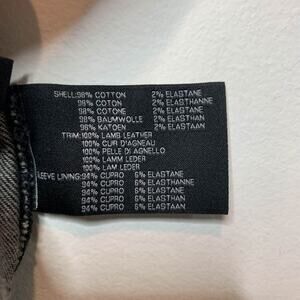 SHELL:98% COTTON 2% ELASTANE
98% COTON 2% ELASTHANNE
98% COTONE 2% ELASTANE
98% BAUMWOLLE 2% ELASTHAN
98% KATOEN 2% ELASTAAN
TRIM:100% LAMB LEATHER
100% CUIR D'AGNEAU
100% PELLE DI AGNELLO
100% LAMM LEDER
100% LAM LEDER
SLEEVE LINING:94% CUPRO 6% ELASTANE
94% CUPRO 6% ELASTHANNE
94% CUPRO 6% ELASTANE
94% CUPRO 6% ELASTHAN
94% CUPRO 6% ELASTAAN